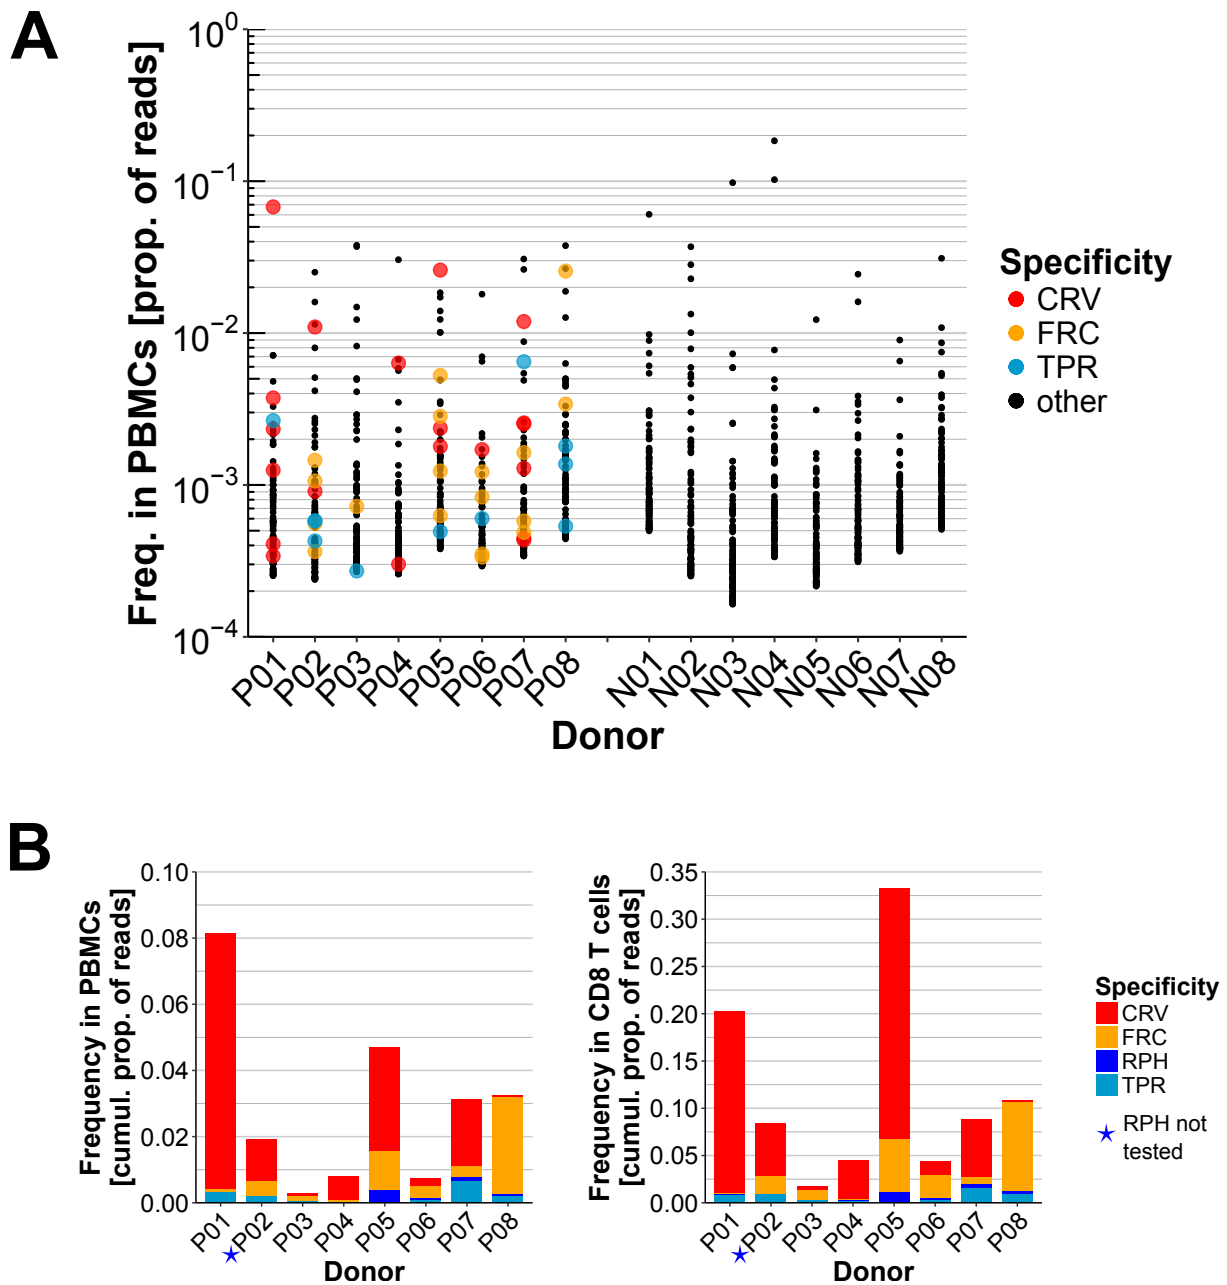 A
Freq. in PBMCs [prop. of reads]
10⁰
10⁻¹
10⁻²
10⁻³
10⁻⁴
P01 P02 P03 P04 P05 P06 P07 P08 N01 N02 N03 N04 N05 N06 N07 N08
Donor
Specificity
CRV
FRC
TPR
other
B
Frequency in PBMCs
[cumul. prop. of reads]
0.10
0.08
0.06
0.04
0.02
0.00
P01 P02 P03 P04 P05 P06 P07 P08
Donor
Frequency in CD8 T cells
[cumul. prop. of reads]
0.35
0.30
0.25
0.20
0.15
0.10
0.05
0.00
P01 P02 P03 P04 P05 P06 P07 P08
Donor
Specificity
CRV
FRC
RPH
TPR
RPH not
tested